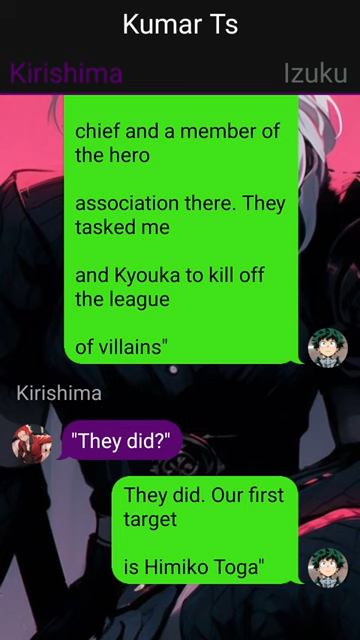 Kumar Ts
Kirishima
Izuku
chief and a member of
the hero
association there. They
tasked me
and Kyouka to kill off
the league
of villains"
Kirishima
"They did?"
They did. Our first
target
is Himiko Toga"